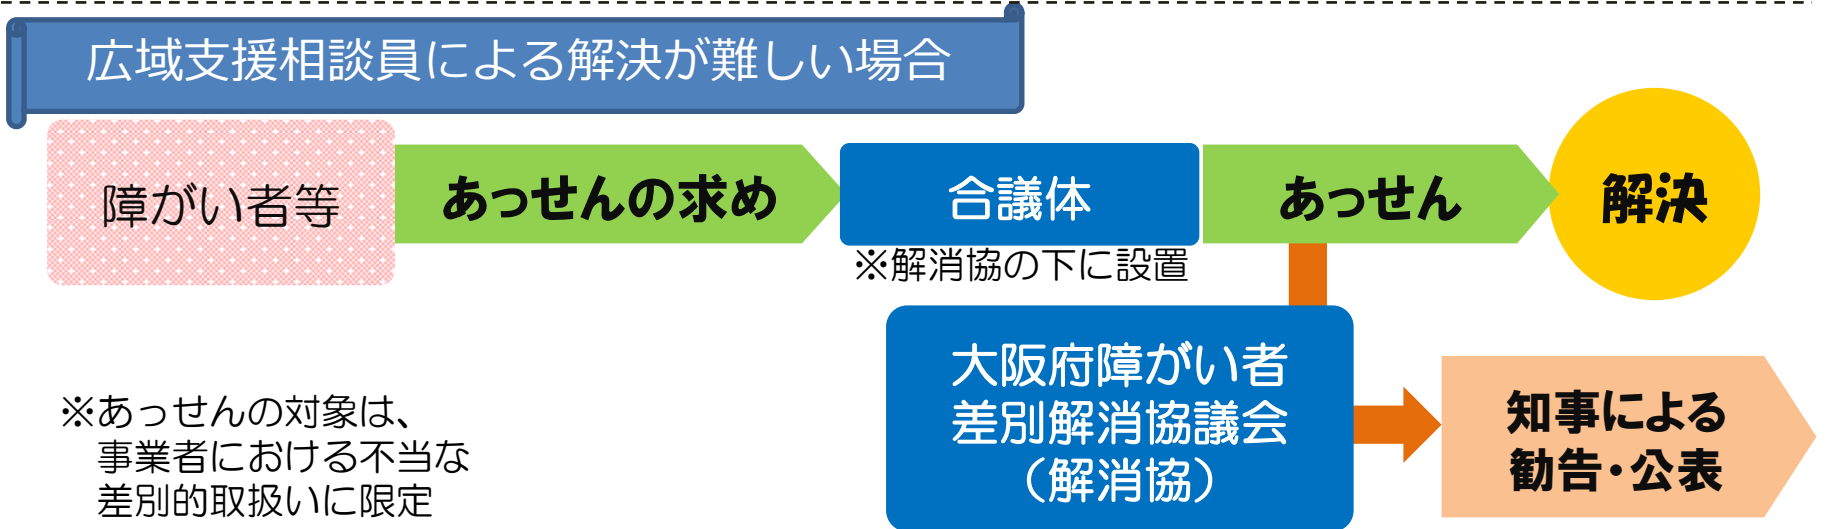 広域支援相談員による解決が難しい場合
障がい者等
あっせんの求め
合議体
あっせん
解決
※解消協の下に設置
大阪府障がい者
差別解消協議会
（解消協）
知事による
勧告・公表
※あっせんの対象は、
事業者における不当な
差別的取扱いに限定